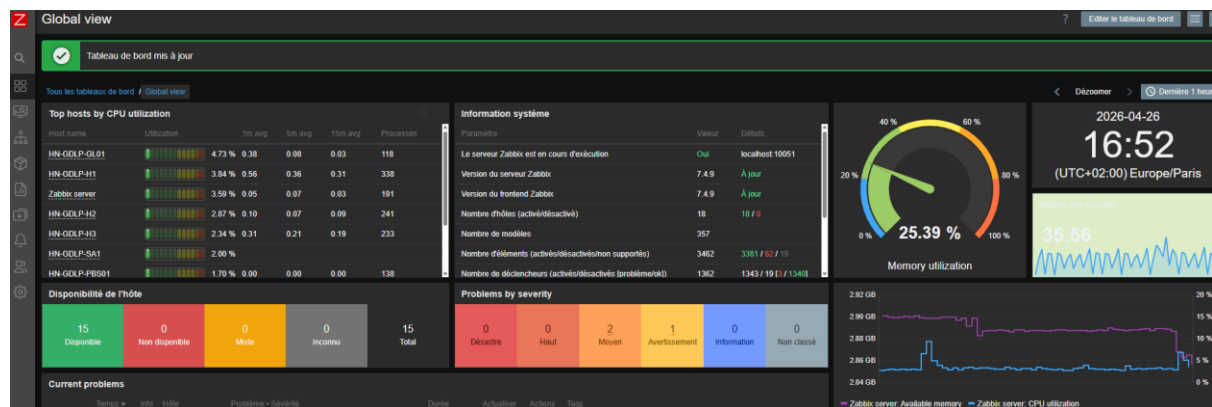 Z Global view ? Editer le tableau de bord
Tableau de bord mis à jour
Tous les tableaux de bord / Global view
Dézoomer
Dernière 1 heur
Top hosts by CPU utilization
Host name Utilization 1m avg 5m avg 15m avg Processes
HN-GDLP-GL01 4.73 % 0.38 0.08 0.03 118
HN-GDLP-H1 3.84 % 0.56 0.36 0.31 338
Zabbix server 3.59 % 0.05 0.07 0.03 191
HN-GDLP-H2 2.87 % 0.10 0.07 0.09 241
HN-GDLP-H3 2.34 % 0.31 0.21 0.19 233
HN-GDLP-SA1 2.00 %
HN-GDLP-PBS01 1.70 % 0.00 0.00 0.00 138
Information système
Paramètre Valeur Détails
Le serveur Zabbix est en cours d'exécution Oui localhost:10051
Version du serveur Zabbix 7.4.9 À jour
Version du frontend Zabbix 7.4.9 À jour
Nombre d'hôtes (activé/désactivé) 18 18 / 0
Nombre de modèles 357
Nombre d'éléments (activés/désactivés/non supportés) 3462 3381 / 62 / 19
Nombre de déclencheurs (activés/désactivés [problème/ok]) 1362 1343 / 19 [3 / 1340]
40 % 60 %
20 % 80 %
0 % 25.39 % 100 %
Memory utilization
2026-04-26
16:52
(UTC+02:00) Europe/Paris
Values per second
35.56
Disponibilité de l'hôte
15 0 0 0 15
Disponible Non disponible Mixte Inconnu Total
Problems by severity
0 0 2 1 0 0
Désastre Haut Moyen Avertissement Information Non classé
2.92 GB 20 %
2.90 GB 15 %
2.88 GB 10 %
2.86 GB 5 %
2.84 GB 0 %
Zabbix server: Available memory Zabbix server: CPU utilization
Current problems
Temps Info Hôte Problème • Sévérité Durée Actualiser Actions Tags